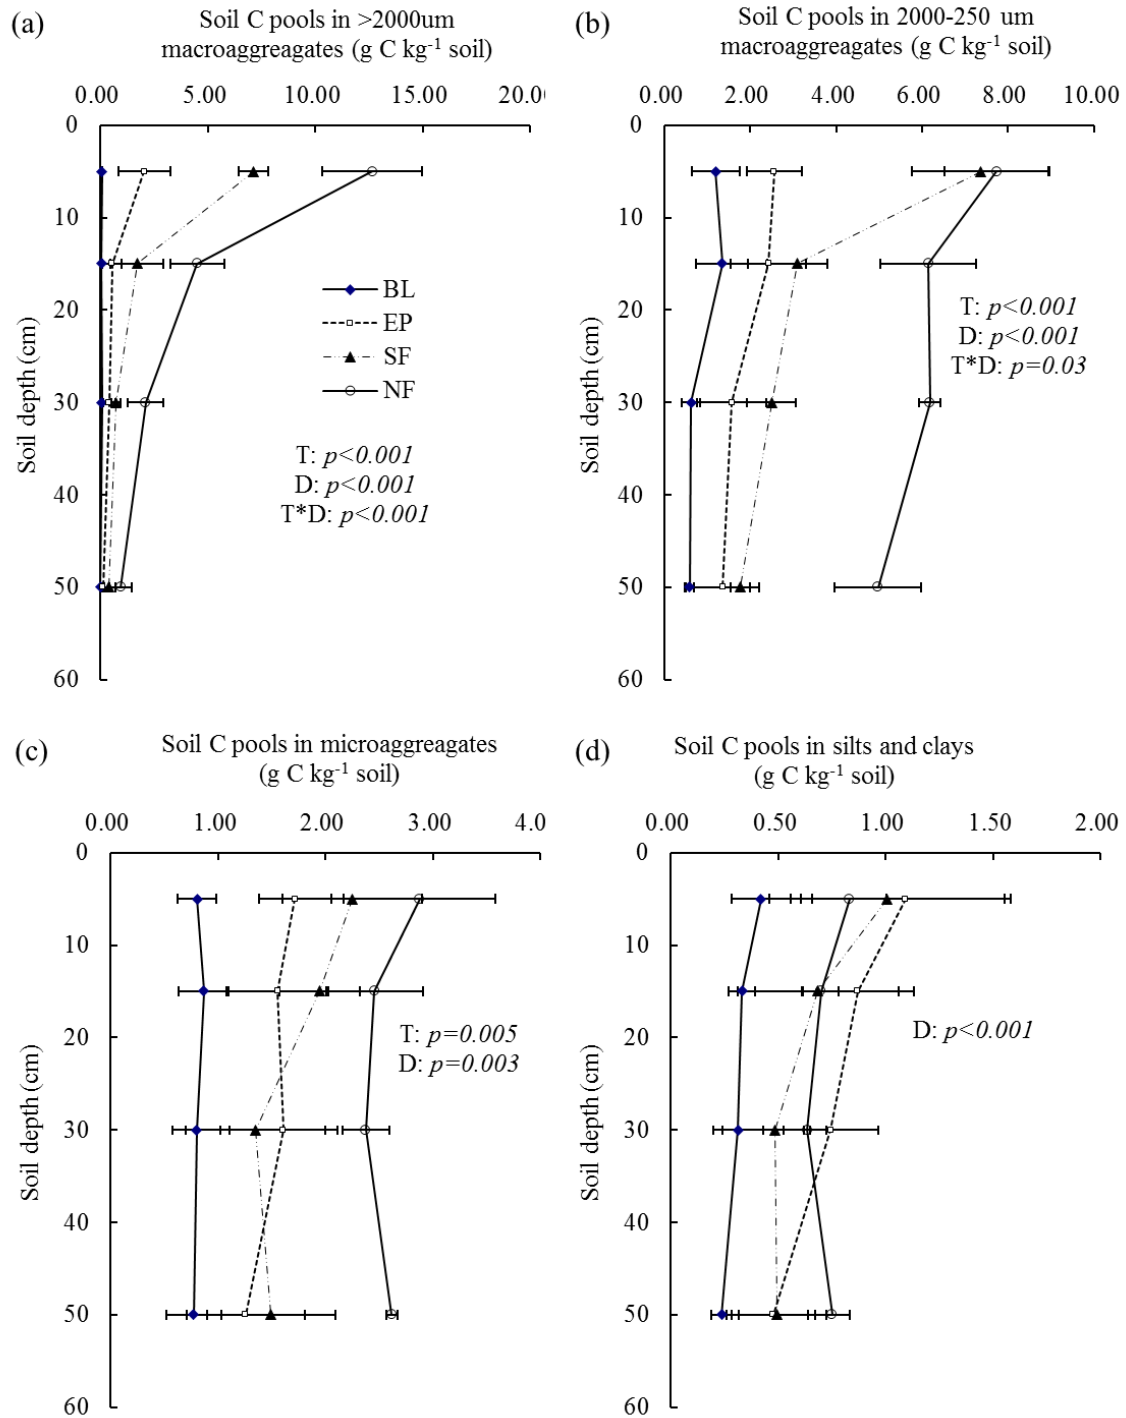 (a)
Soil C pools in >2000um
macroaggreagates (g C kg⁻¹ soil)
0.00 5.00 10.00 15.00 20.0
0
10
20
30
40
50
60
Soil depth (cm)
BL
EP
SF
NF
T: p<0.001
D: p<0.001
T*D: p<0.001
(b)
Soil C pools in 2000-250 um
macroaggreagates (g C kg⁻¹ soil)
0.00 2.00 4.00 6.00 8.00 10.00
0
10
20
30
40
50
60
Soil depth (cm)
T: p<0.001
D: p<0.001
T*D: p=0.03
(c)
Soil C pools in microaggreagates
(g C kg⁻¹ soil)
0.00 1.00 2.00 3.00 4.0
0
10
20
30
40
50
60
Soil depth (cm)
T: p=0.005
D: p=0.003
(d)
Soil C pools in silts and clays
(g C kg⁻¹ soil)
0.00 0.50 1.00 1.50 2.00
0
10
20
30
40
50
60
Soil depth (cm)
D: p<0.001